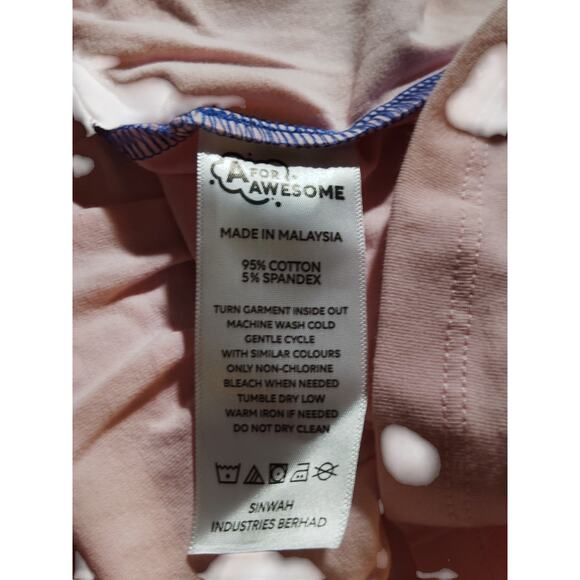 A FOR
AWESOME
MADE IN MALAYSIA
95% COTTON
5% SPANDEX
TURN GARMENT INSIDE OUT
MACHINE WASH COLD
GENTLE CYCLE
WITH SIMILAR COLOURS
ONLY NON-CHLORINE
BLEACH WHEN NEEDED
TUMBLE DRY LOW
WARM IRON IF NEEDED
DO NOT DRY CLEAN
SINWAH
INDUSTRIES BERHAD